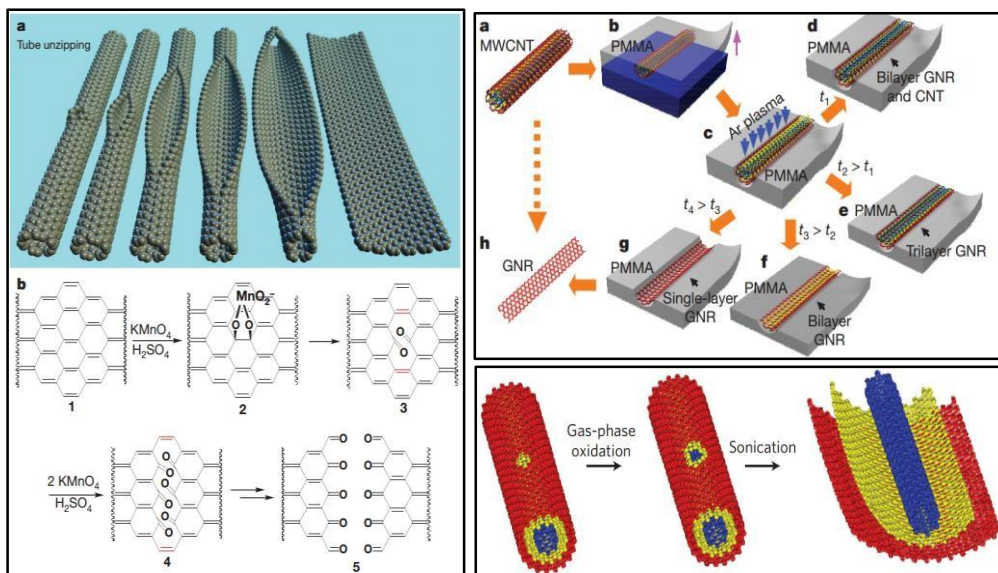 a
Tube unzipping
b
KMnO₄
H₂SO₄
MnO₂⁻
O O
O
O
1
2
3
2 KMnO₄
H₂SO₄
O
O
O
O
O
O
O O
O O
O O
O O
O O
O O
4
5
a
MWCNT
b
PMMA
d
PMMA
Bilayer GNR
and CNT
t₁
c
Ar plasma
PMMA
t₂ > t₁
e
PMMA
Trilayer GNR
t₄ > t₃
t₃ > t₂
h
GNR
g
PMMA
Single-layer
GNR
f
PMMA
Bilayer
GNR
Gas-phase
oxidation
Sonication